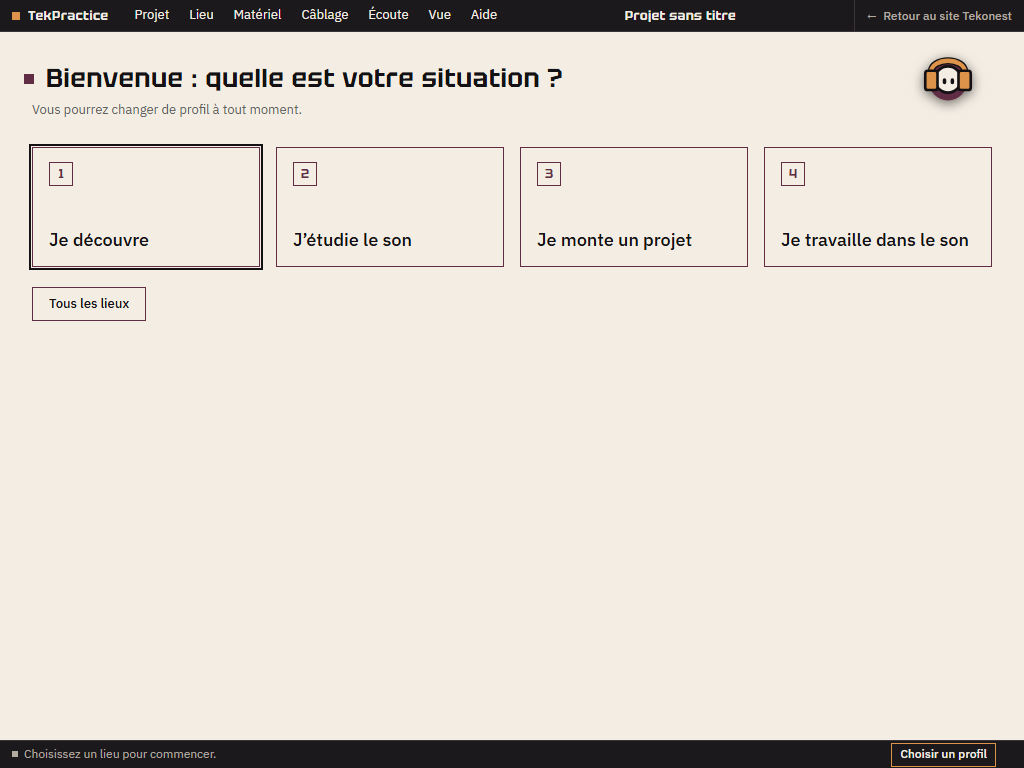 TekPractice Projet Lieu Matériel Câblage Écoute Vue Aide Projet sans titre ← Retour au site Tekonest
Bienvenue : quelle est votre situation ?
Vous pourrez changer de profil à tout moment.
1
Je découvre
2
J’étudie le son
3
Je monte un projet
4
Je travaille dans le son
Tous les lieux
Choisissez un lieu pour commencer.
Choisir un profil